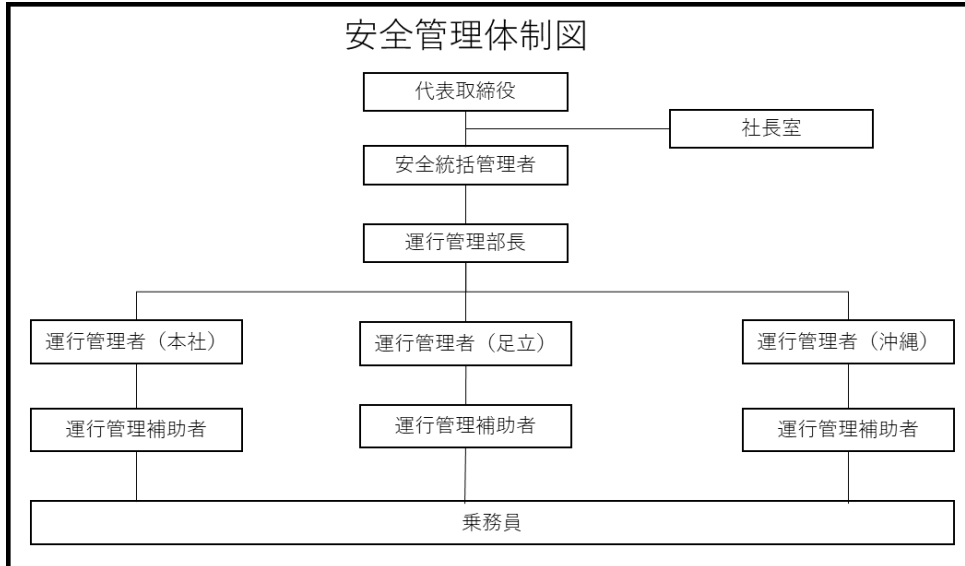 安全管理体制図
代表取締役
社長室
安全統括管理者
運行管理部長
運行管理者（本社）
運行管理者（足立）
運行管理者（沖縄）
運行管理補助者
運行管理補助者
運行管理補助者
乗務員